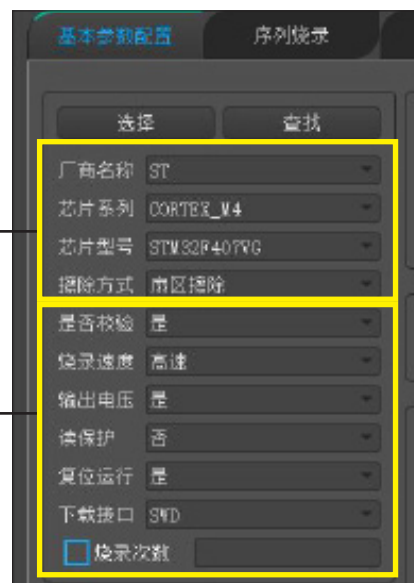 基本参数配置 序列烧录
选择 查找
厂商名称 ST
芯片系列 CORTEX_M4
芯片型号 STM32F407VG
擦除方式 扇区擦除
是否校验 是
烧录速度 高速
输出电压 是
读保护 否
复位运行 是
下载接口 SWD
烧录次数